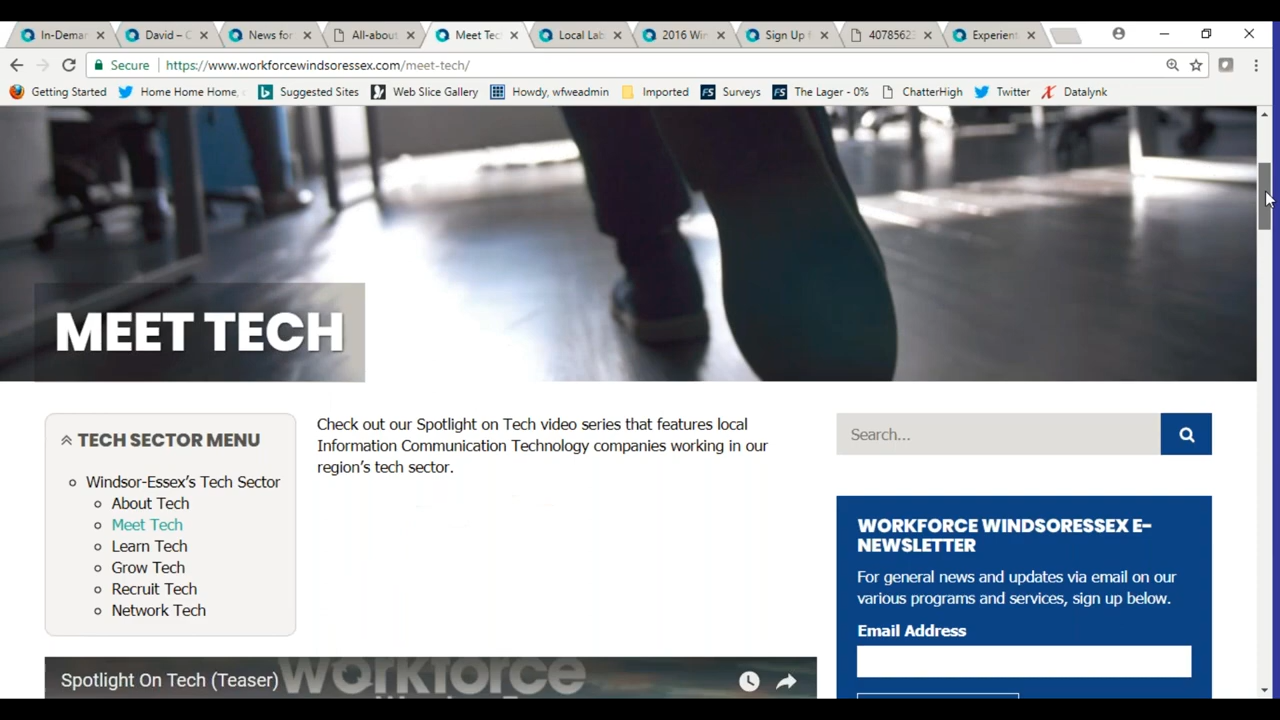 In-Demar
David – C
News for
All-about
Meet Tec
Local Lab
2016 Wir
Sign Up f
40785623
Experient
Secure
https://www.workforcewindsoressex.com/meet-tech/
Getting Started
Home Home Home,
Suggested Sites
Web Slice Gallery
Howdy, wfweadmin
Imported
Surveys
The Lager - 0%
ChatterHigh
Twitter
Datalynk
MEET TECH
TECH SECTOR MENU
Windsor-Essex's Tech Sector
About Tech
Meet Tech
Learn Tech
Grow Tech
Recruit Tech
Network Tech
Check out our Spotlight on Tech video series that features local
Information Communication Technology companies working in our
region's tech sector.
Search...
WORKFORCE WINDSORESSEX E-
NEWSLETTER
For general news and updates via email on our
various programs and services, sign up below.
Email Address
Spotlight On Tech (Teaser)
workforce